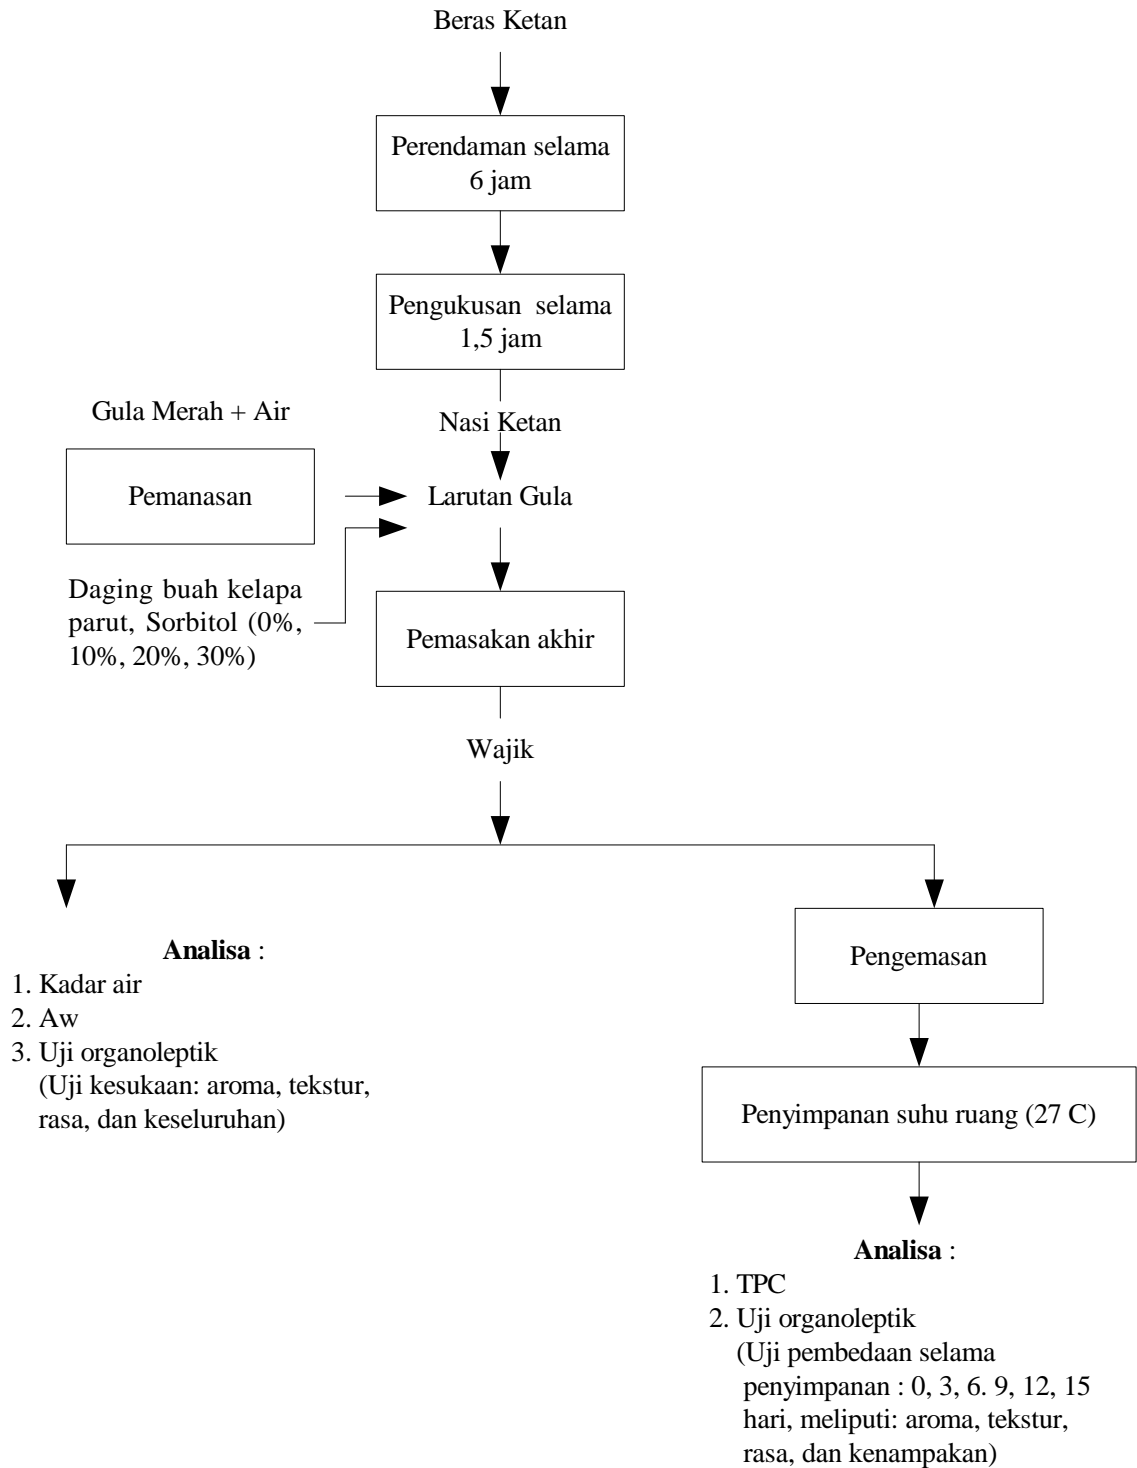 Beras Ketan
Perendaman selama
6 jam
Pengukusan selama
1,5 jam
Gula Merah + Air
Nasi Ketan
Pemanasan
Larutan Gula
Daging buah kelapa
parut, Sorbitol (0%,
10%, 20%, 30%)
Pemasakan akhir
Wajik
Analisa :
1. Kadar air
2. Aw
3. Uji organoleptik
(Uji kesukaan: aroma, tekstur,
rasa, dan keseluruhan)
Pengemasan
Penyimpanan suhu ruang (27 C)
Analisa :
1. TPC
2. Uji organoleptik
(Uji pembedaan selama
penyimpanan : 0, 3, 6. 9, 12, 15
hari, meliputi: aroma, tekstur,
rasa, dan kenampakan)